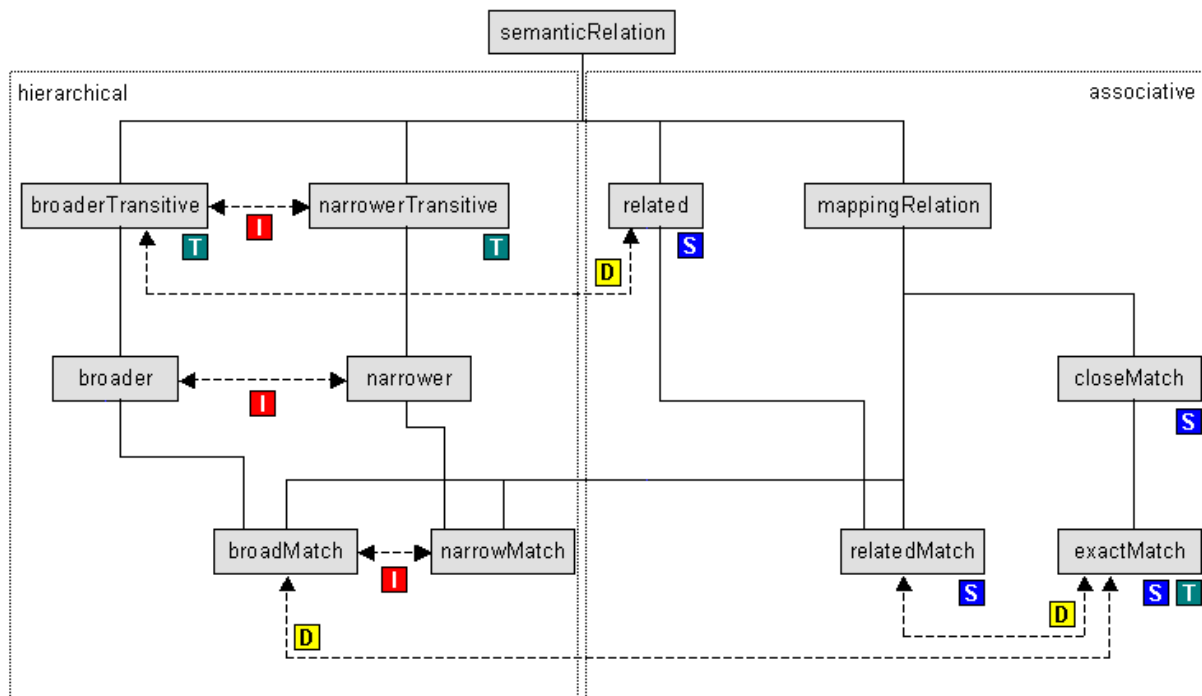 semanticRelation
hierarchical
associative
broaderTransitive
I
narrowerTransitive
related
mappingRelation
T
T
D
S
broader
I
narrower
closeMatch
S
broadMatch
I
narrowMatch
relatedMatch
exactMatch
D
S
D
S
T